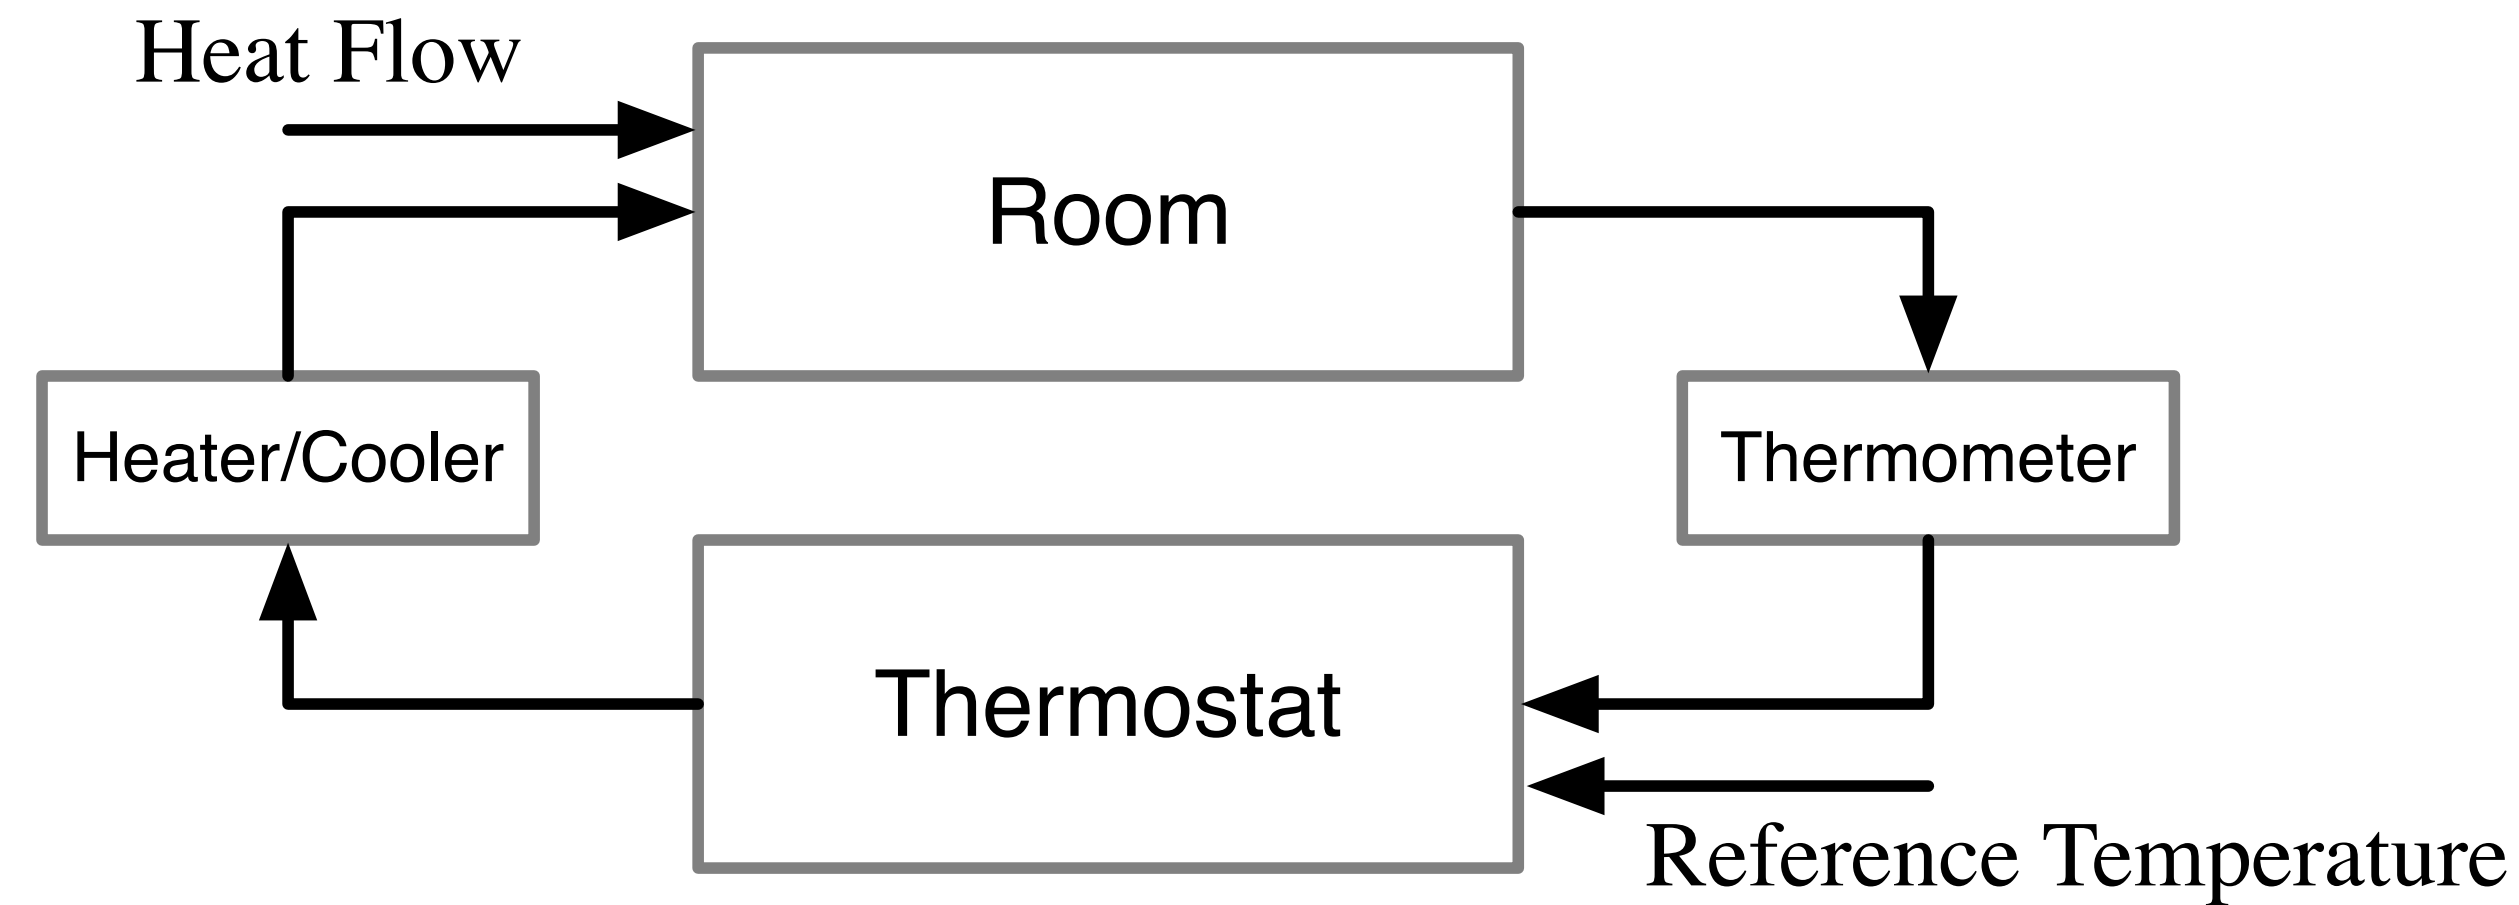 Heat Flow
Room
Heater/Cooler
Thermometer
Thermostat
Reference Temperature